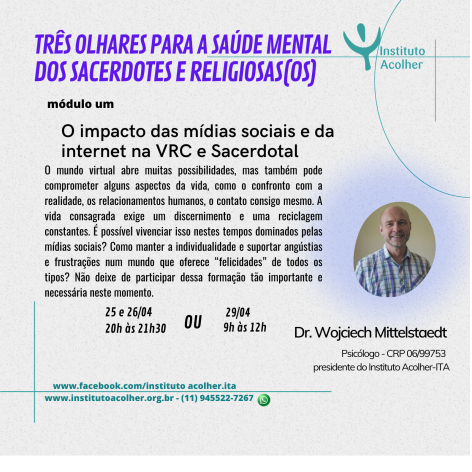 TRÊS OLHARES PARA A SAÚDE MENTAL
DOS SACERDOTES E RELIGIOSAS(OS)
Instituto
Acolher
módulo um
O impacto das mídias sociais e da
internet na VRC e Sacerdotal
O mundo virtual abre muitas possibilidades, mas também pode
comprometer alguns aspectos da vida, como o confronto com a
realidade, os relacionamentos humanos, o contato consigo mesmo. A
vida consagrada exige um discernimento e uma reciclagem
constantes. É possível vivenciar isso nestes tempos dominados pelas
mídias sociais? Como manter a individualidade e suportar angústias
e frustrações num mundo que oferece “felicidades” de todos os
tipos? Não deixe de participar dessa formação tão importante e
necessária neste momento.
25 e 26/04
20h às 21h30
OU
29/04
9h às 12h
Dr. Wojciech Mittelstaedt
Psicólogo - CRP 06/99753
presidente do Instituto Acolher-ITA
www.facebook.com/instituto acolher.ita
www.institutoacolher.org.br - (11) 945522-7267